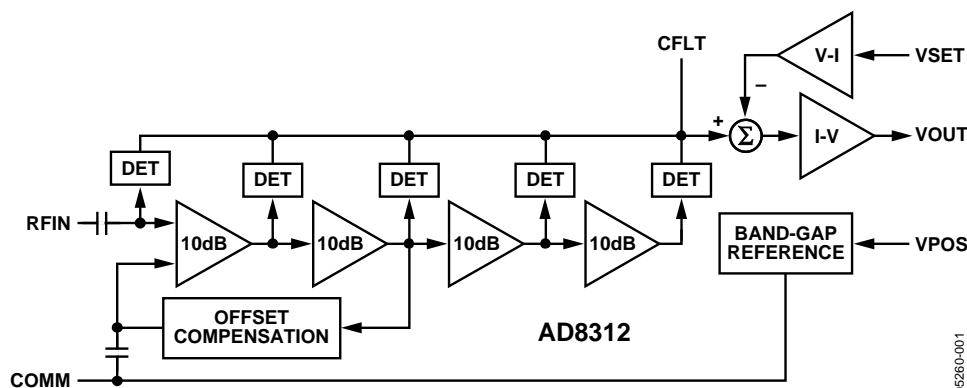 CFLT
V-I
VSET
–
+
Σ
I-V
VOUT
DET
DET
DET
DET
DET
RFIN
10dB
10dB
10dB
10dB
BAND-GAP
REFERENCE
VPOS
OFFSET
COMPENSATION
AD8312
COMM
5260-001